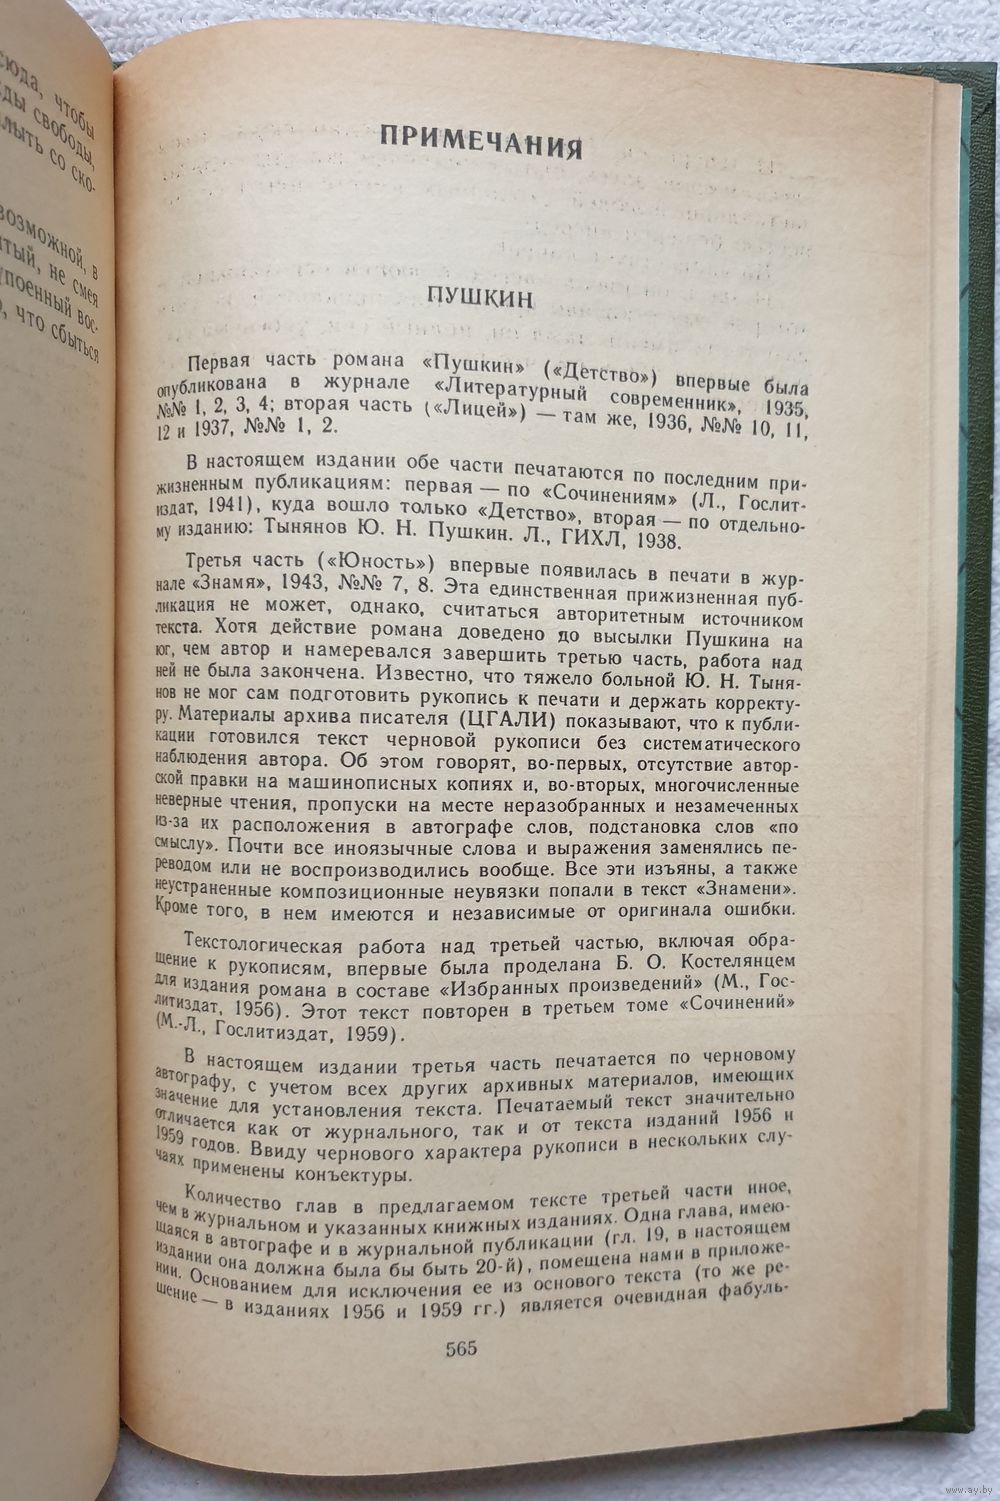 сюда, чтобы
свободы,
со ско-
возможной, в
не смея
упоенный вос-
что сбыться
ПРИМЕЧАНИЯ
ПУШКИН
Первая часть романа «Пушкин» («Детство») впервые была
опубликована в журнале «Литературный современник», 1935,
№№ 1, 2, 3, 4; вторая часть («Лицей») — там же, 1936, №№ 10, 11,
12 и 1937, №№ 1, 2.
В настоящем издании обе части печатаются по последним при-
жизненным публикациям: первая — по «Сочинениям» (Л., Гослит-
издат, 1941), куда вошло только «Детство», вторая — по отдельно-
му изданию: Тынянов Ю. Н. Пушкин. Л., ГИХЛ, 1938.
Третья часть («Юность») впервые появилась в печати в жур-
нале «Знамя», 1943, №№ 7, 8. Эта единственная прижизненная пуб-
ликация не может, однако, считаться авторитетным источником
текста. Хотя действие романа доведено до высылки Пушкина на
юг, чем автор и намеревался завершить третью часть, работа над
ней не была закончена. Известно, что тяжело больной Ю. Н. Тыня-
нов не мог сам подготовить рукопись к печати и держать корректу-
ру. Материалы архива писателя (ЦГАЛИ) показывают, что к публи-
кации готовился текст черновой рукописи без систематического
наблюдения автора. Об этом говорят, во-первых, отсутствие автор-
ской правки на машинописных копиях и, во-вторых, многочисленные
неверные чтения, пропуски на месте неразобранных и незамеченных
из-за их расположения в автографе слов, подстановка слов «по
смыслу». Почти все иноязычные слова и выражения заменялись пе-
реводом или не воспроизводились вообще. Все эти изъяны, а также
неустраненные композиционные неувязки попали в текст «Знамени».
Кроме того, в нем имеются и независимые от оригинала ошибки.
Текстологическая работа над третьей частью, включая обра-
щение к рукописям, впервые была проделана Б. О. Костелянцем
для издания романа в составе «Избранных произведений» (М., Гос-
литиздат, 1956). Этот текст повторен в третьем томе «Сочинений»
(М.-Л., Гослитиздат, 1959).
В настоящем издании третья часть печатается по черновому
автографу, с учетом всех других архивных материалов, имеющих
значение для установления текста. Печатаемый текст значительно
отличается как от журнального, так и от текста изданий 1956 и
1959 годов. Ввиду чернового характера рукописи в нескольких слу-
чаях применены конъектуры.
Количество глав в предлагаемом тексте третьей части иное,
чем в журнальном и указанных книжных изданиях. Одна глава, имею-
щаяся в автографе и в журнальной публикации (гл. 19, в настоящем
издании она должна была бы быть 20-й), помещена нами в приложе-
нии. Основанием для исключения ее из основого текста (то же ре-
шение — в изданиях 1956 и 1959 гг.) является очевидная фабуль-
565
www.ay.by